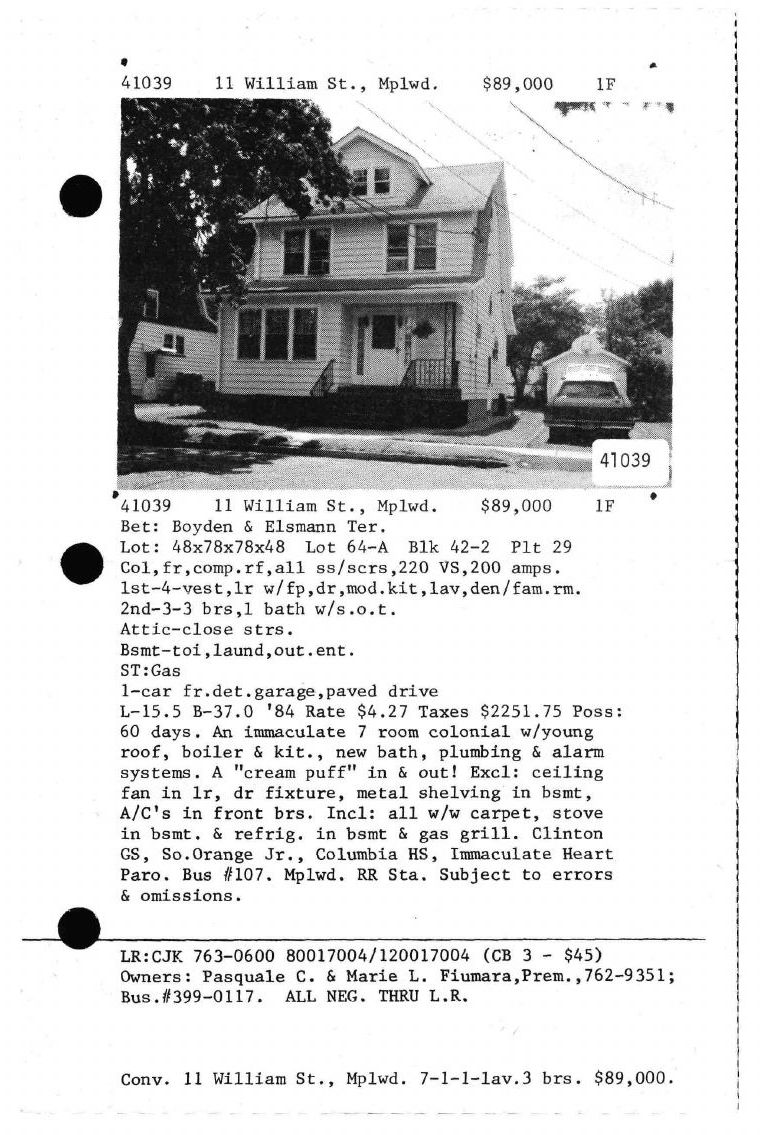 41039 11 William St., Mplwd. $89,000 1F
41039
41039 11 William St., Mplwd. $89,000 1F
Bet: Boyden & Elsmann Ter.
Lot: 48x78x78x48 Lot 64-A Blk 42-2 Plt 29
Col,fr,comp.rf,all ss/scrs,220 VS,200 amps.
1st-4-vest,lr w/fp,dr,mod.kit,lav,den/fam.rm.
2nd-3-3 brs,1 bath w/s.o.t.
Attic-close strs.
Bsmt-toi,laund,out.ent.
ST:Gas
1-car fr.det.garage,paved drive
L-15.5 B-37.0 '84 Rate $4.27 Taxes $2251.75 Poss:
60 days. An immaculate 7 room colonial w/young
roof, boiler & kit., new bath, plumbing & alarm
systems. A "cream puff" in & out! Excl: ceiling
fan in lr, dr fixture, metal shelving in bsmt,
A/C's in front brs. Incl: all w/w carpet, stove
in bsmt. & refrig. in bsmt & gas grill. Clinton
GS, So.Orange Jr., Columbia HS, Immaculate Heart
Paro. Bus #107. Mplwd. RR Sta. Subject to errors
& omissions.
LR:CJK 763-0600 80017004/120017004 (CB 3 - $45)
Owners: Pasquale C. & Marie L. Fiumara,Prem.,762-9351;
Bus.#399-0117. ALL NEG. THRU L.R.
Conv. 11 William St., Mplwd. 7-1-1-lav.3 brs. $89,000.